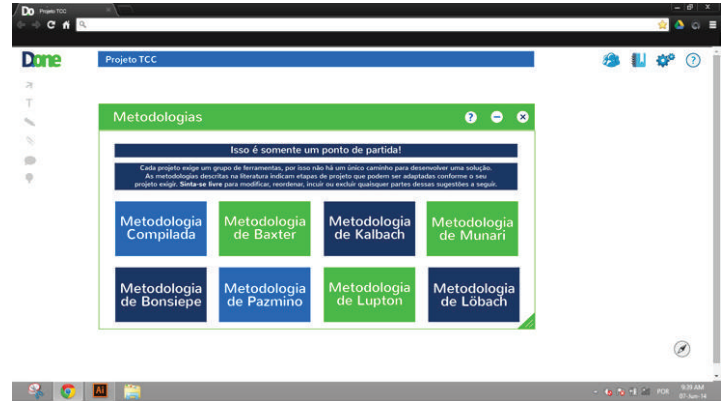 Do Projeto TCC
Done
Projeto TCC
T
Metodologias
Isso é somente um ponto de partida!
Cada projeto exige um grupo de ferramentas, por isso não há um único caminho para desenvolver uma solução.
As metodologias descritas na literatura indicam etapas de projeto que podem ser adaptadas conforme o seu
projeto exigir. Sinta-se livre para modificar, reordenar, incuir ou excluir quaisquer partes dessas sugestões a seguir.
Metodologia
Compilada
Metodologia
de Baxter
Metodologia
de Kalbach
Metodologia
de Munari
Metodologia
de Bonsiepe
Metodologia
de Pazmino
Metodologia
de Lupton
Metodologia
de Löbach
Ai
POR
9:39 AM
07-Jun-14